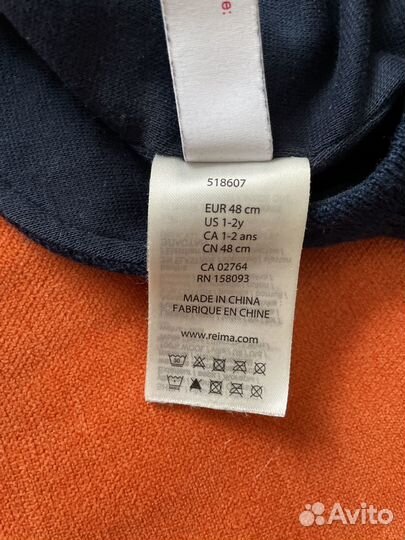 e:
518607
EUR 48 cm
US 1-2y
CA 1-2 ans
CN 48 cm
CA 02764
RN 158093
MADE IN CHINA
FABRIQUE EN CHINE
www.reima.com
30
Avito